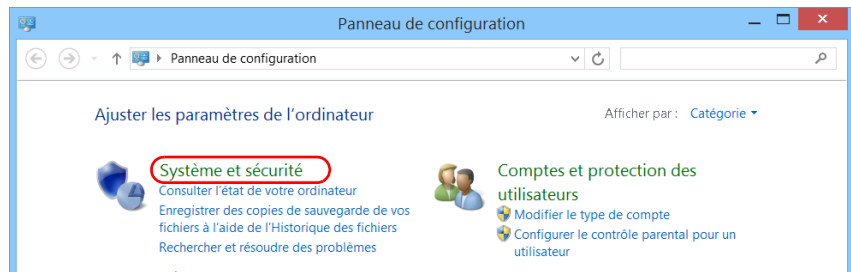 Panneau de configuration
Panneau de configuration
Ajuster les paramètres de l'ordinateur
Afficher par : Catégorie
Système et sécurité
Consulter l'état de votre ordinateur
Enregistrer des copies de sauvegarde de vos
fichiers à l'aide de l'Historique des fichiers
Rechercher et résoudre des problèmes
Comptes et protection des
utilisateurs
Modifier le type de compte
Configurer le contrôle parental pour un
utilisateur